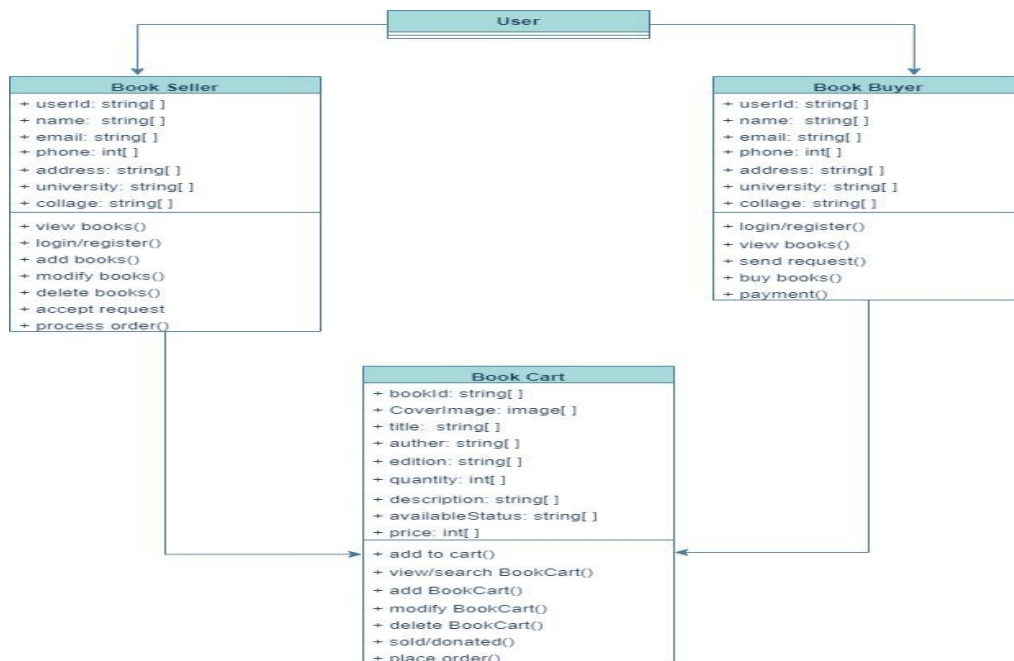 User
Book Seller
+ userId: string[ ]
+ name: string[ ]
+ email: string[ ]
+ phone: int[ ]
+ address: string[ ]
+ university: string[ ]
+ collage: string[ ]
+ view books()
+ login/register()
+ add books()
+ modify books()
+ delete books()
+ accept request
+ process order()
Book Buyer
+ userId: string[ ]
+ name: string[ ]
+ email: string[ ]
+ phone: int[ ]
+ address: string[ ]
+ university: string[ ]
+ collage: string[ ]
+ login/register()
+ view books()
+ send request()
+ buy books()
+ payment()
Book Cart
+ bookId: string[ ]
+ CoverImage: image[ ]
+ title: string[ ]
+ auther: string[ ]
+ edition: string[ ]
+ quantity: int[ ]
+ description: string[ ]
+ availableStatus: string[ ]
+ price: int[ ]
+ add to cart()
+ view/search BookCart()
+ add BookCart()
+ modify BookCart()
+ delete BookCart()
+ sold/donated()
+ place order()